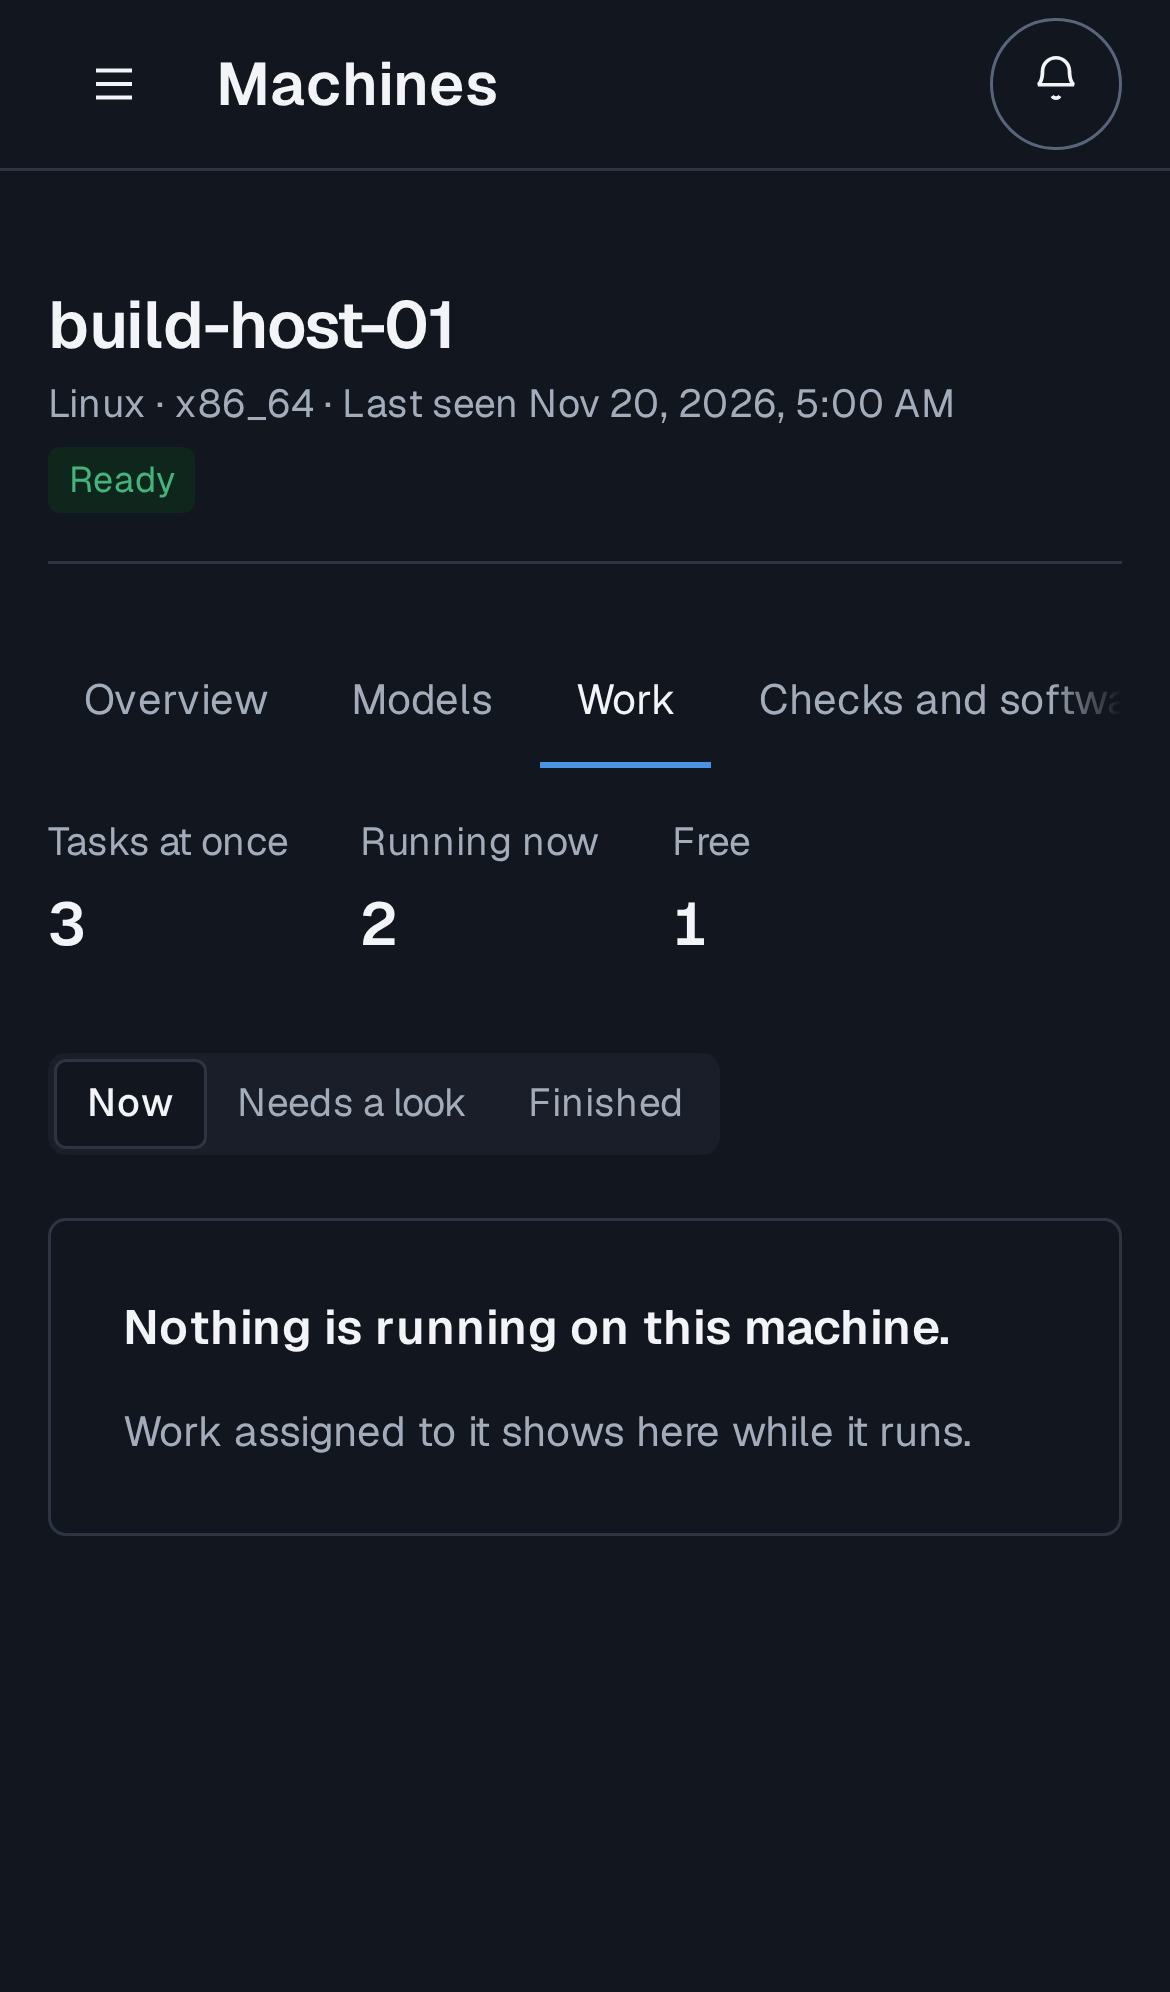 Machines
build-host-01
Linux · x86_64 · Last seen Nov 20, 2026, 5:00 AM
Ready
Overview Models Work Checks and softwa
Tasks at once Running now Free
3 2 1
Now Needs a look Finished
Nothing is running on this machine.
Work assigned to it shows here while it runs.